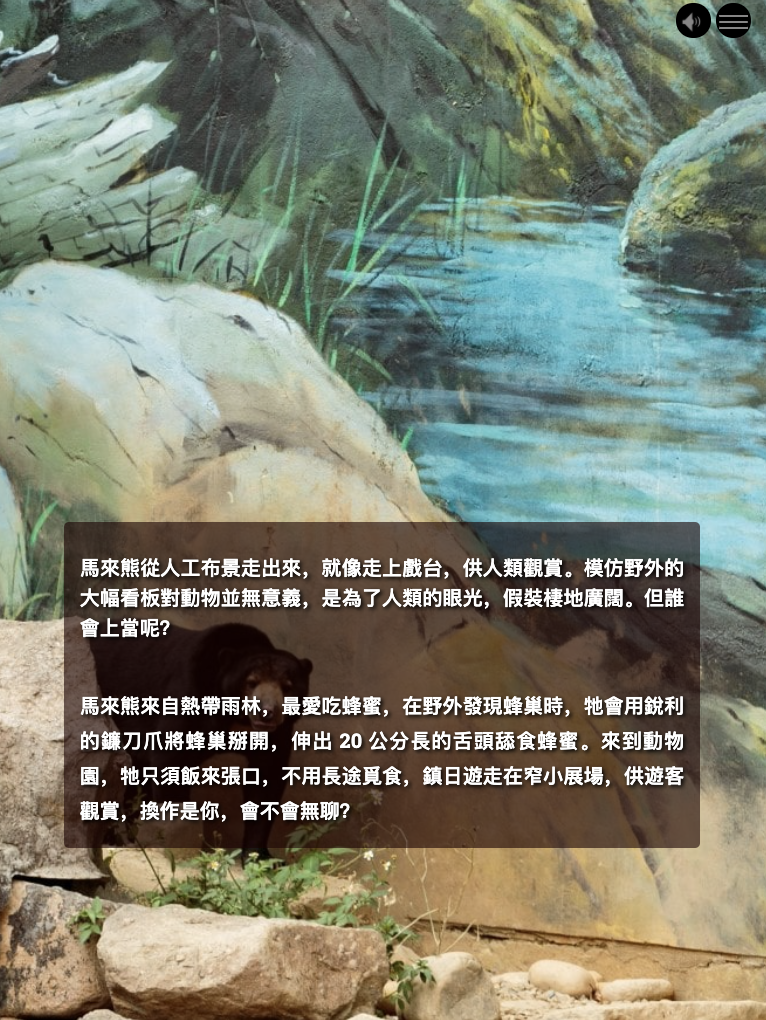 馬來熊從人工布景走出來，就像走上戲台，供人類觀賞。模仿野外的
大幅看板對動物並無意義，是為了人類的眼光，假裝棲地廣闊。但誰
會上當呢？
馬來熊來自熱帶雨林，最愛吃蜂蜜，在野外發現蜂巢時，牠會用銳利
的鐮刀爪將蜂巢掰開，伸出 20 公分長的舌頭舔食蜂蜜。來到動物
園，牠只須飯來張口，不用長途覓食，鎮日遊走在窄小展場，供遊客
觀賞，換作是你，會不會無聊？